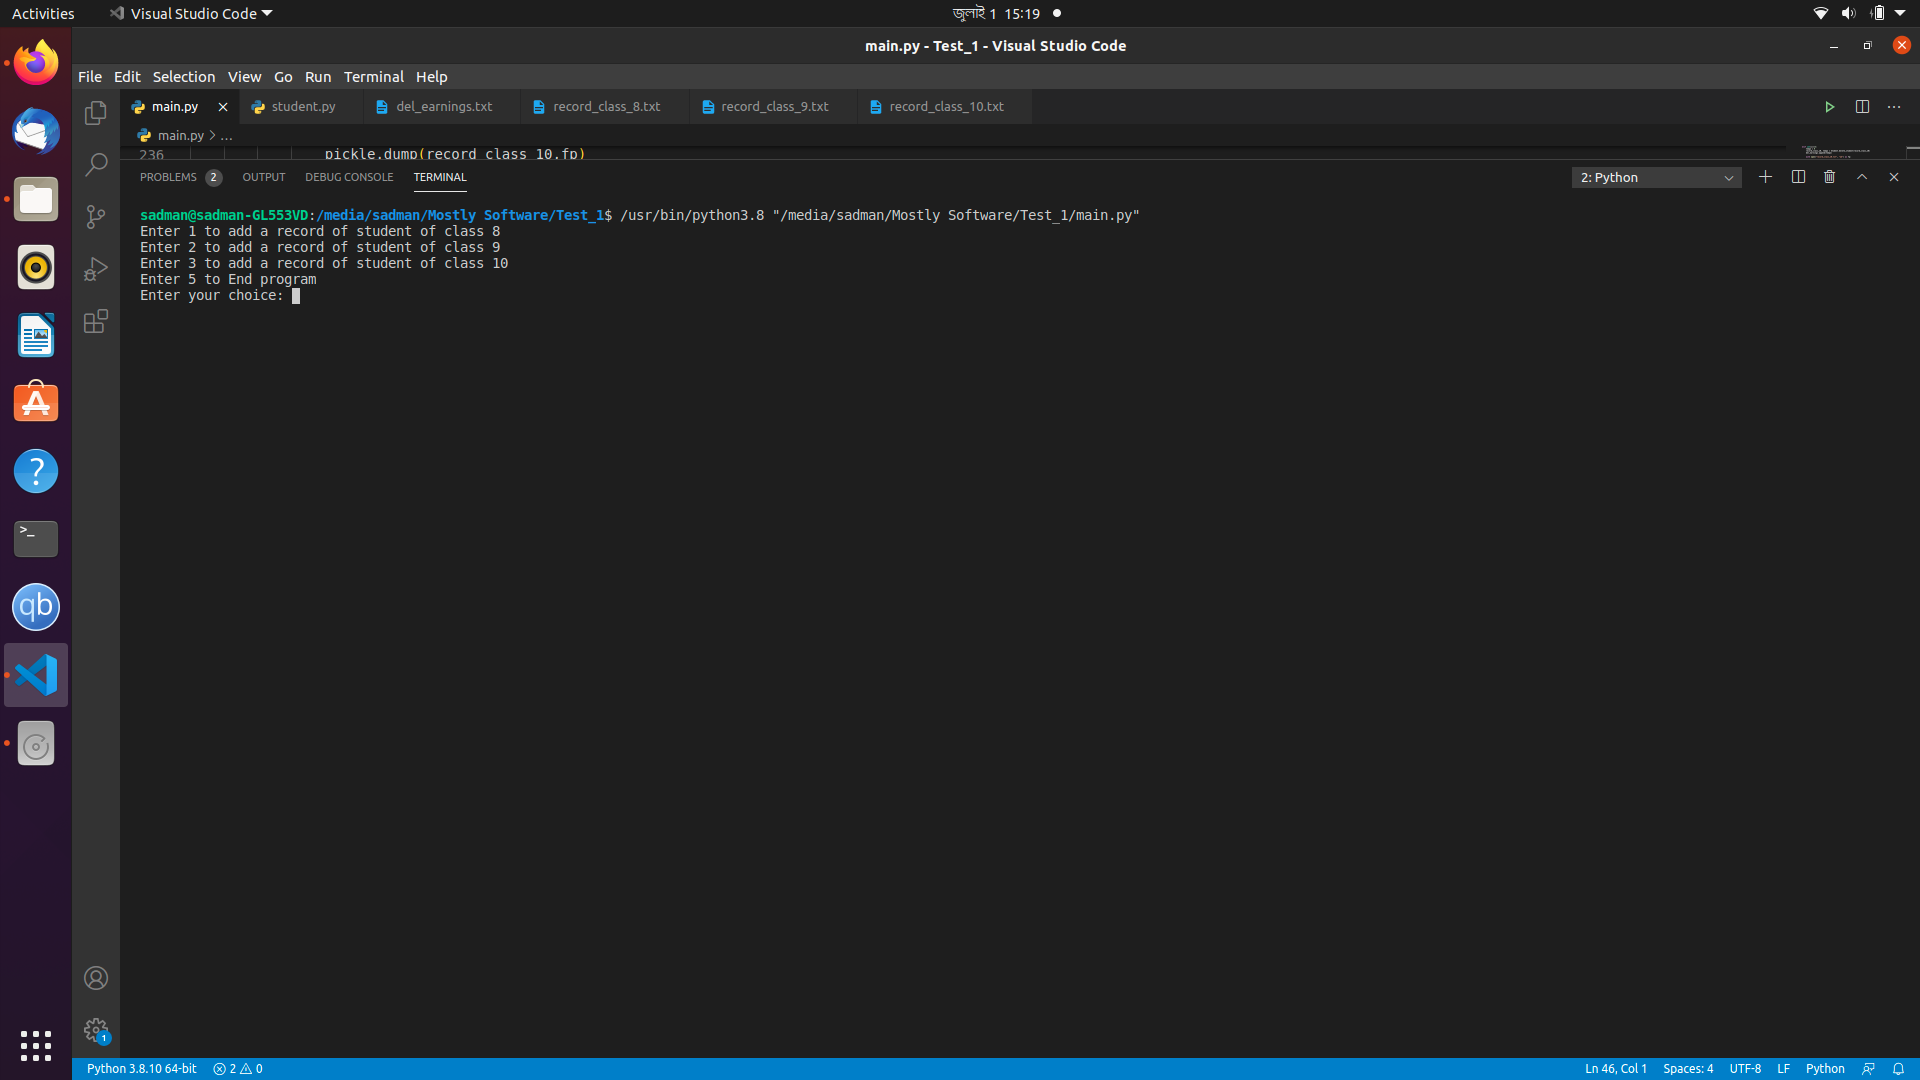 Activities
Visual Studio Code
জুলাই 1 15:19
main.py - Test_1 - Visual Studio Code
File Edit Selection View Go Run Terminal Help
main.py
student.py
del_earnings.txt
record_class_8.txt
record_class_9.txt
record_class_10.txt
main.py > ...
236 pickle.dump(record_class_10,fp)
PROBLEMS 2 OUTPUT DEBUG CONSOLE TERMINAL
2: Python
sadman@sadman-GL553VD:/media/sadman/Mostly Software/Test_1$ /usr/bin/python3.8 "/media/sadman/Mostly Software/Test_1/main.py"
Enter 1 to add a record of student of class 8
Enter 2 to add a record of student of class 9
Enter 3 to add a record of student of class 10
Enter 5 to End program
Enter your choice:
>_
?
qb
1
Python 3.8.10 64-bit 2 0
Ln 46, Col 1 Spaces: 4 UTF-8 LF Python